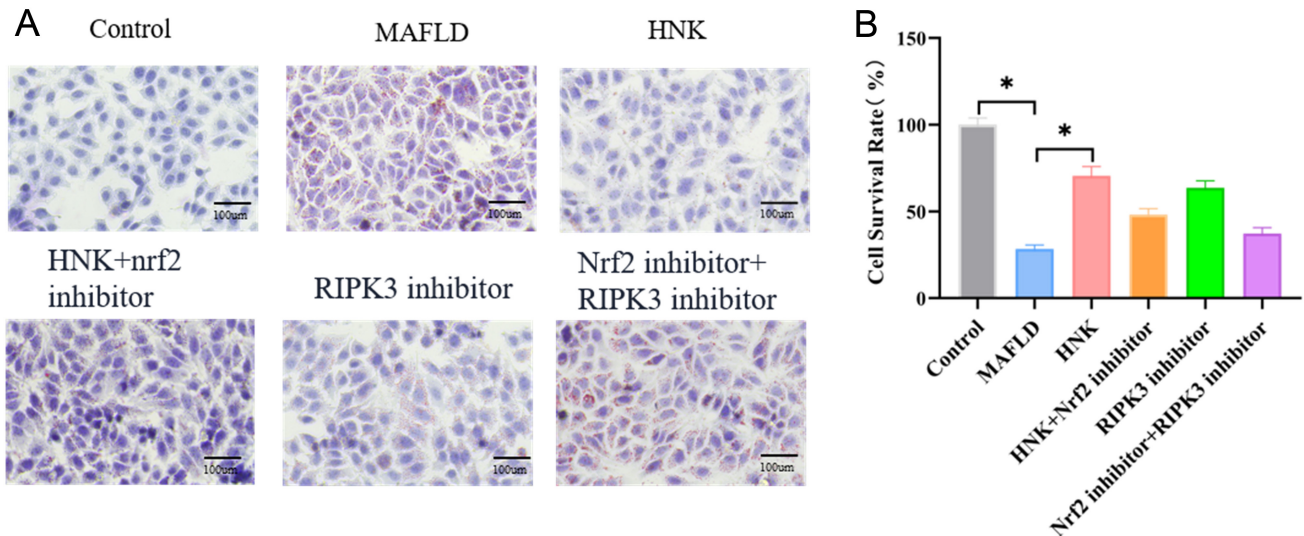 A
Control
MAFLD
HNK
100um
100um
100um
HNK+nrf2
inhibitor
RIPK3 inhibitor
Nrf2 inhibitor+
RIPK3 inhibitor
100um
100um
100um
B
Cell Survival Rate( %)
150
100
50
0
*
*
Control
MAFLD
HNK
HNK+Nrf2 inhibitor
RIPK3 inhibitor
Nrf2 inhibitor+RIPK3 inhibitor